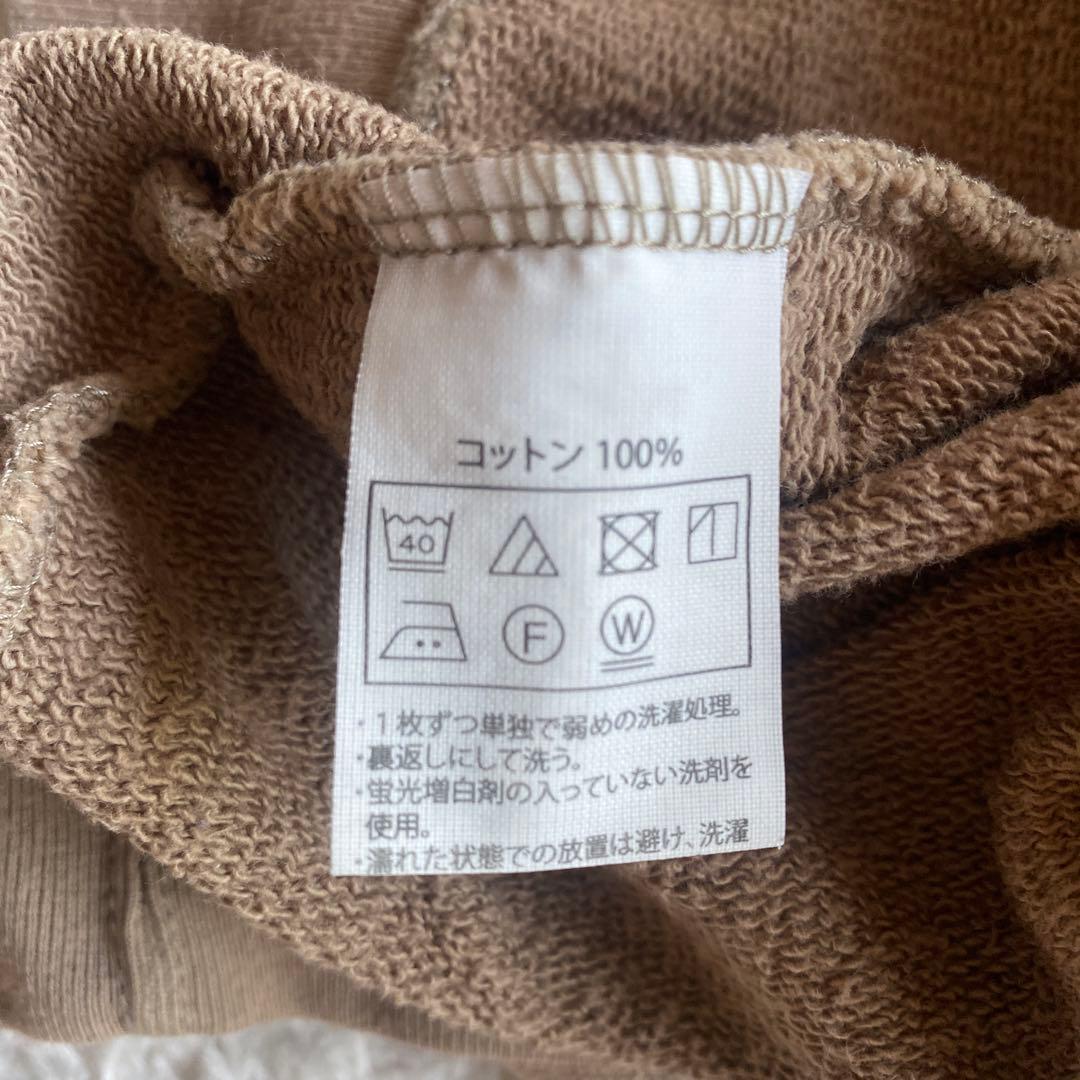 コットン 100%
40
F W
・1枚ずつ単独で弱めの洗濯処理。
・裏返しにして洗う。
・蛍光増白剤の入っていない洗剤を
使用。
・濡れた状態での放置は避け、洗濯